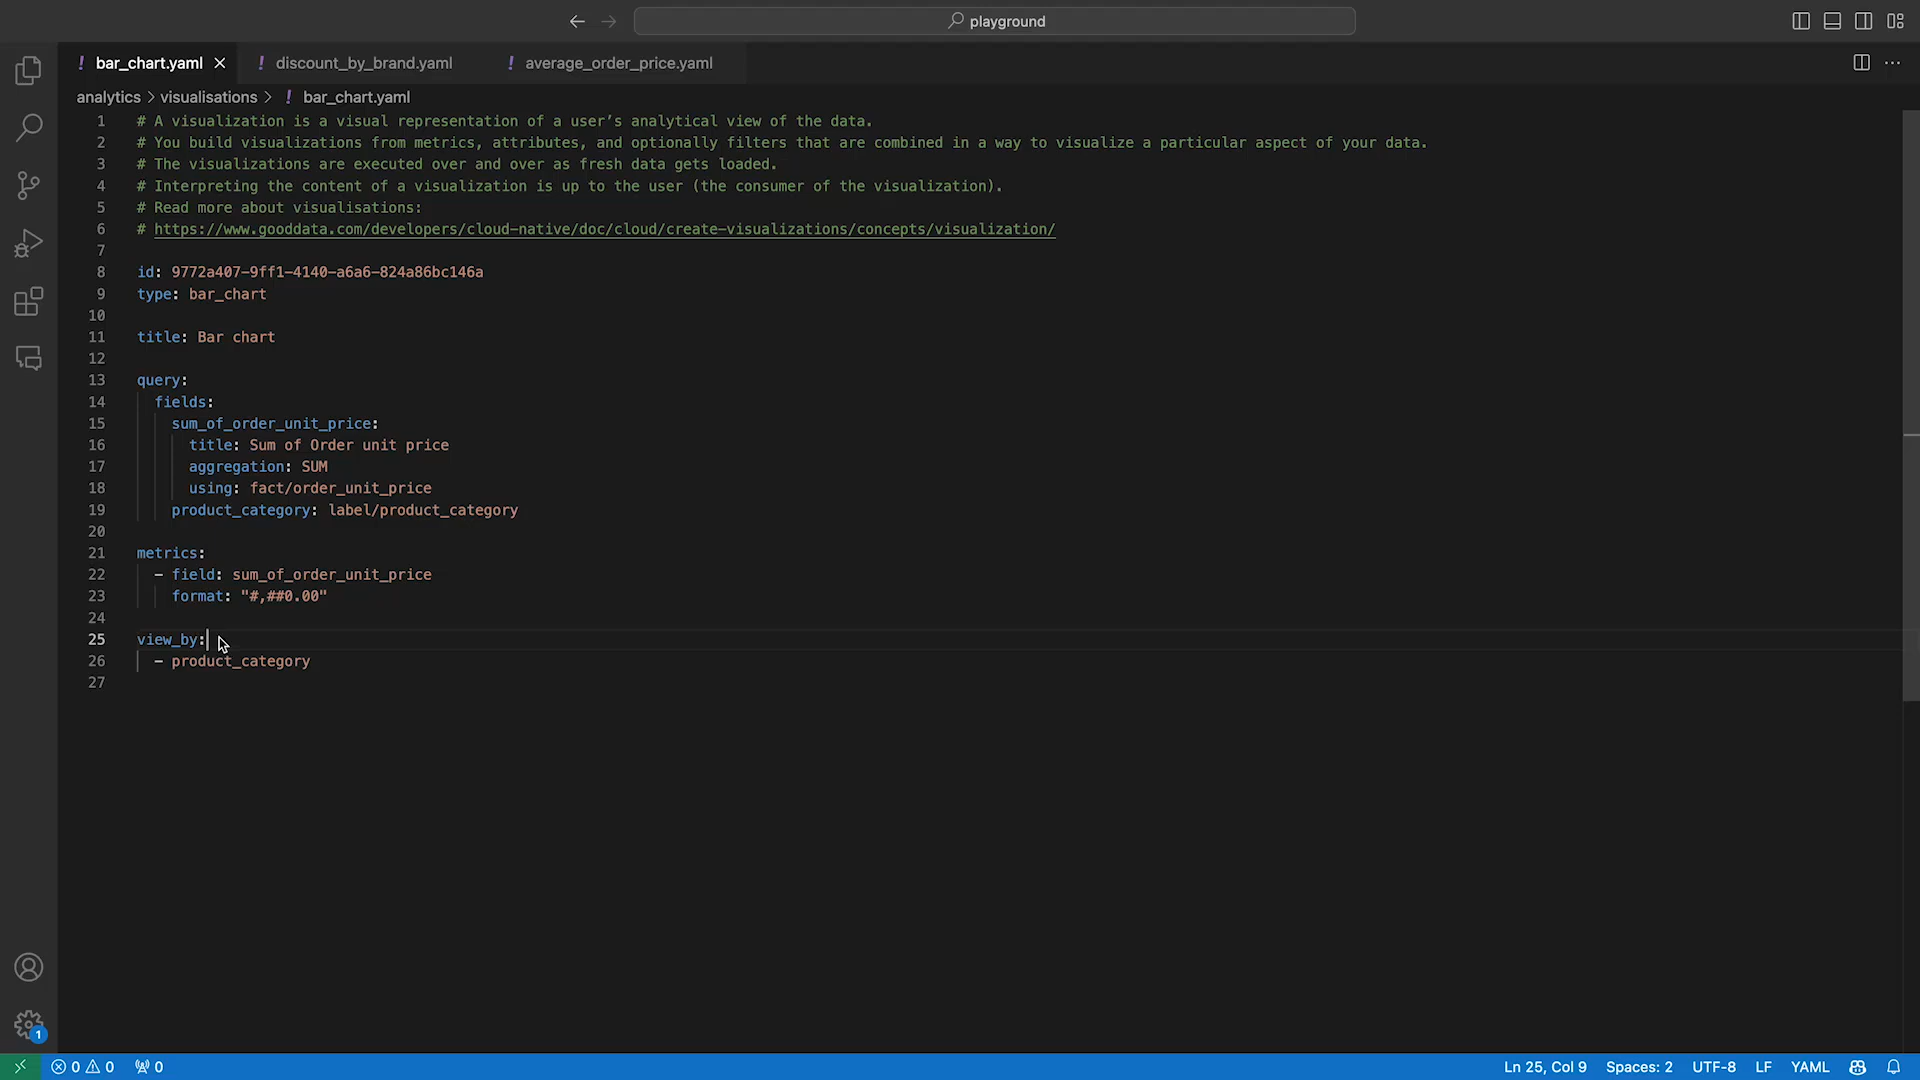 playground
bar_chart.yaml
discount_by_brand.yaml
average_order_price.yaml
analytics > visualisations > ! bar_chart.yaml
1 # A visualization is a visual representation of a user’s analytical view of the data.
2 # You build visualizations from metrics, attributes, and optionally filters that are combined in a way to visualize a particular aspect of your data.
3 # The visualizations are executed over and over as fresh data gets loaded.
4 # Interpreting the content of a visualization is up to the user (the consumer of the visualization).
5 # Read more about visualisations:
6 # https://www.gooddata.com/developers/cloud-native/doc/cloud/create-visualizations/concepts/visualization/
7
8 id: 9772a407-9ff1-4140-a6a6-824a86bc146a
9 type: bar_chart
10
11 title: Bar chart
12
13 query:
14 fields:
15 sum_of_order_unit_price:
16 title: Sum of Order unit price
17 aggregation: SUM
18 using: fact/order_unit_price
19 product_category: label/product_category
20
21 metrics:
22 - field: sum_of_order_unit_price
23 format: "#,##0.00"
24
25 view_by:
26 - product_category
27
1
0 0 0
Ln 25, Col 9 Spaces: 2 UTF-8 LF YAML